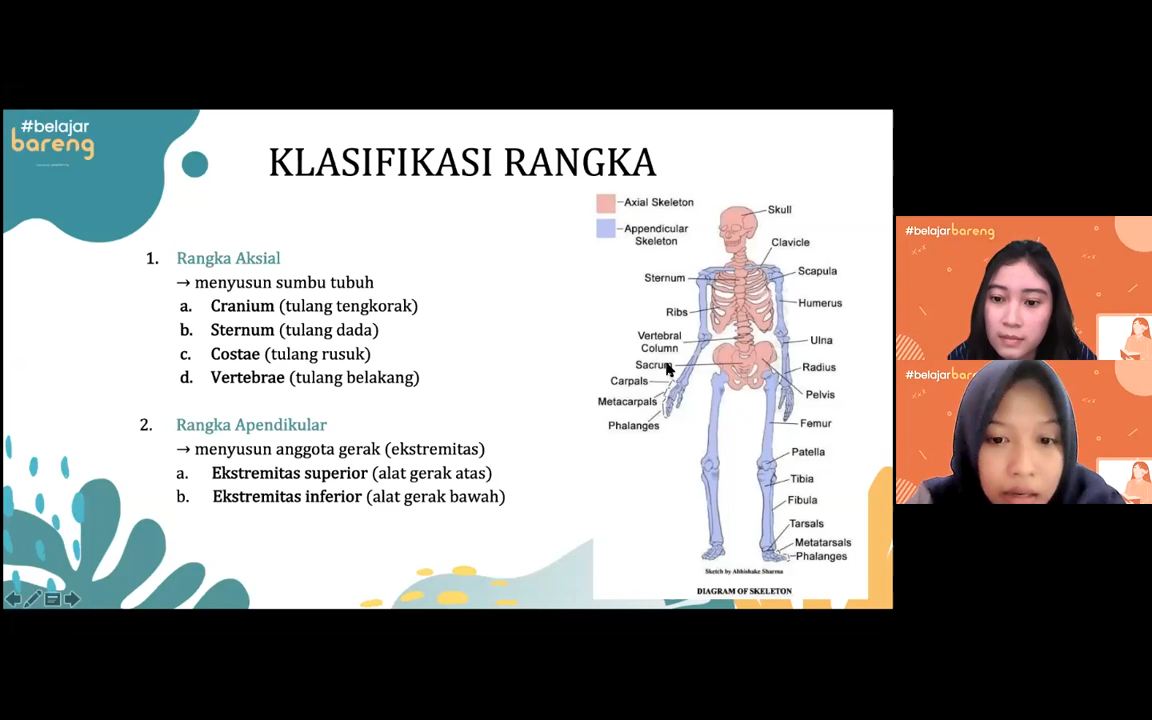 #belajar
bareng
KLASIFIKASI RANGKA
1. Rangka Aksial
→ menyusun sumbu tubuh
a. Cranium (tulang tengkorak)
b. Sternum (tulang dada)
c. Costae (tulang rusuk)
d. Vertebrae (tulang belakang)
2. Rangka Apendikular
→ menyusun anggota gerak (ekstremitas)
a. Ekstremitas superior (alat gerak atas)
b. Ekstremitas inferior (alat gerak bawah)
Axial Skeleton
Appendicular
Skeleton
Skull
Clavicle
Sternum
Scapula
Ribs
Humerus
Vertebral
Column
Ulna
Sacrum
Radius
Carpals
Pelvis
Metacarpals
Phalanges
Femur
Patella
Tibia
Fibula
Tarsals
Metatarsals
Phalanges
Sketch by Abhishake Sharma
DIAGRAM OF SKELETON
#belajarbareng
#belajarbar